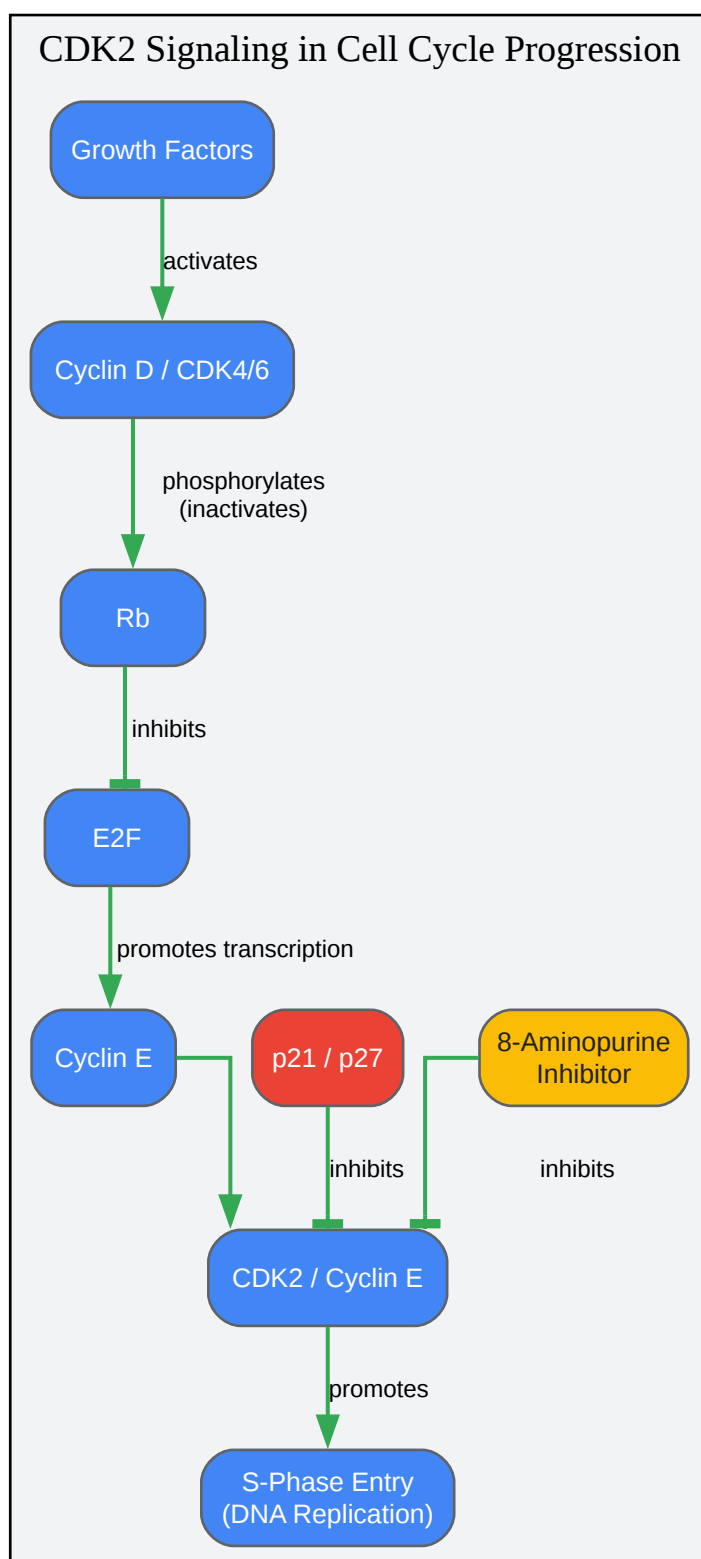 CDK2 Signaling in Cell Cycle Progression
Growth Factors
activates
Cyclin D / CDK4/6
phosphorylates
(inactivates)
Rb
inhibits
E2F
promotes transcription
Cyclin E
p21 / p27
8-Aminopurine
Inhibitor
inhibits
inhibits
CDK2 / Cyclin E
promotes
S-Phase Entry
(DNA Replication)